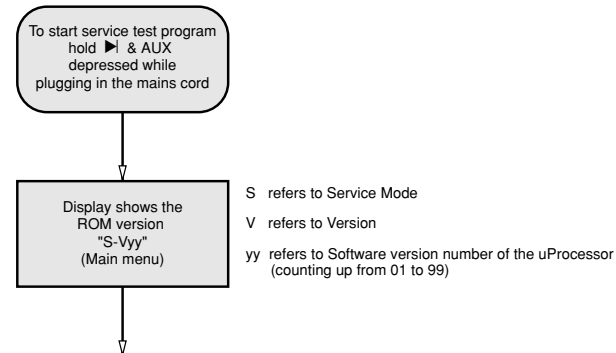 To start service test program
hold ▶| & AUX
depressed while
plugging in the mains cord
Display shows the
ROM version
"S-Vyy"
(Main menu)
S refers to Service Mode
V refers to Version
yy refers to Software version number of the uProcessor
(counting up from 01 to 99)